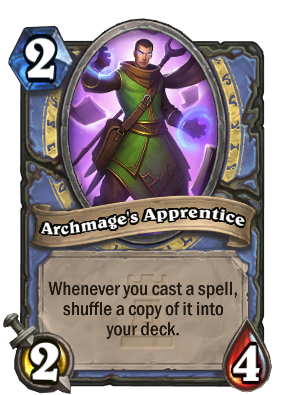 2
Archmage's Apprentice
Whenever you cast a spell,
shuffle a copy of it into
your deck.
2
4